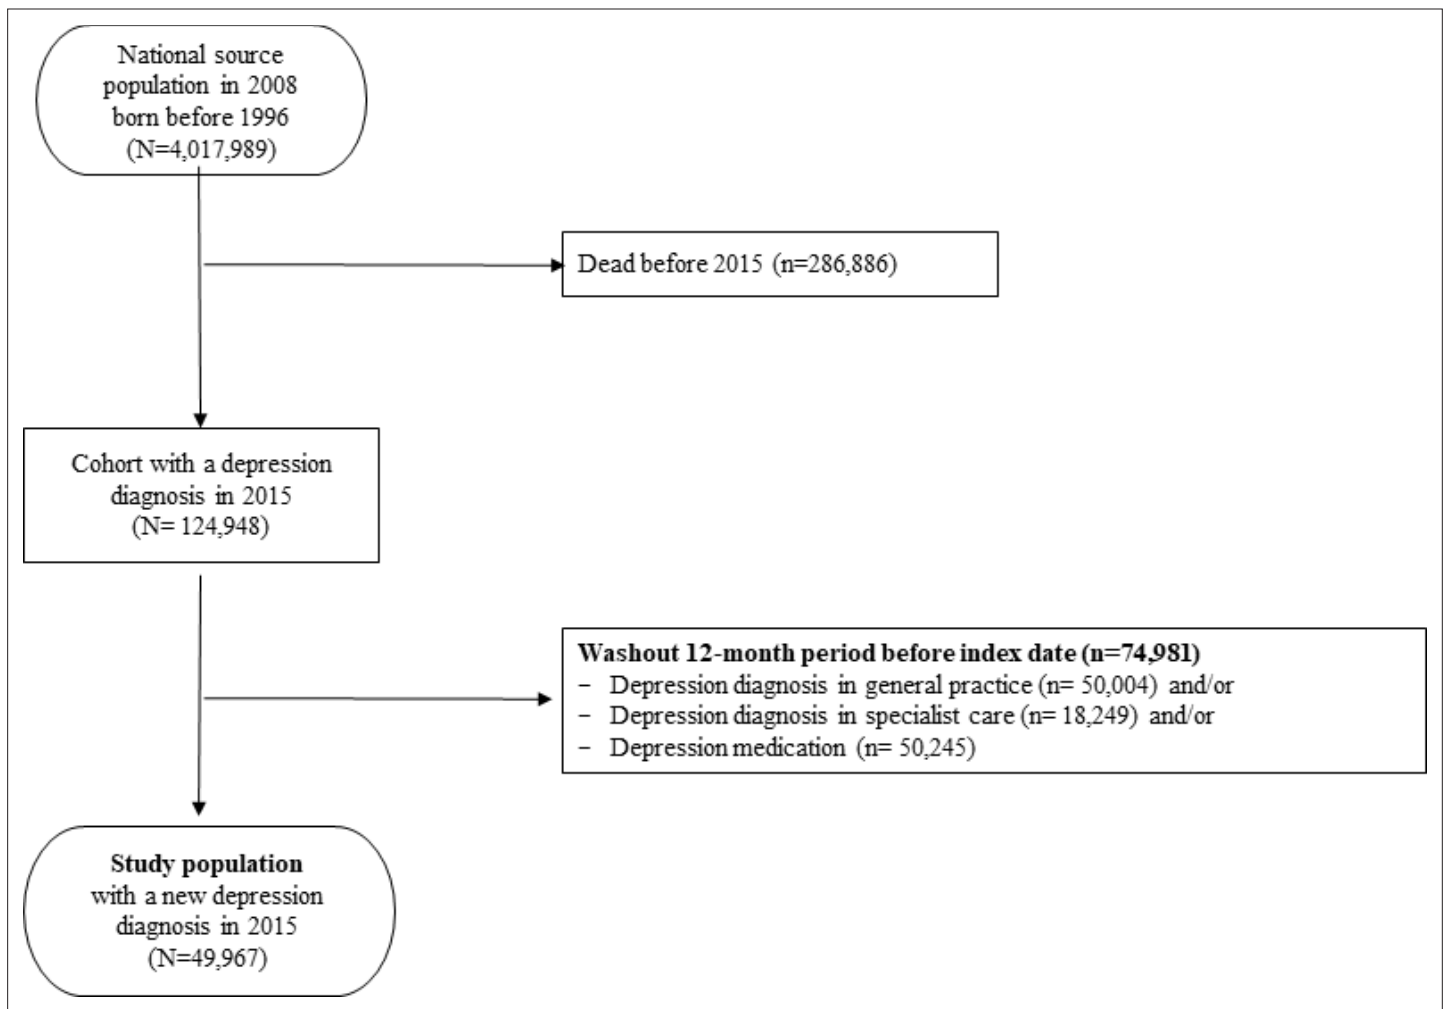 National source
population in 2008
born before 1996
(N=4,017,989)
Dead before 2015 (n=286,886)
Cohort with a depression
diagnosis in 2015
(N= 124,948)
Washout 12-month period before index date (n=74,981)
− Depression diagnosis in general practice (n= 50,004) and/or
− Depression diagnosis in specialist care (n= 18,249) and/or
− Depression medication (n= 50,245)
Study population
with a new depression
diagnosis in 2015
(N=49,967)